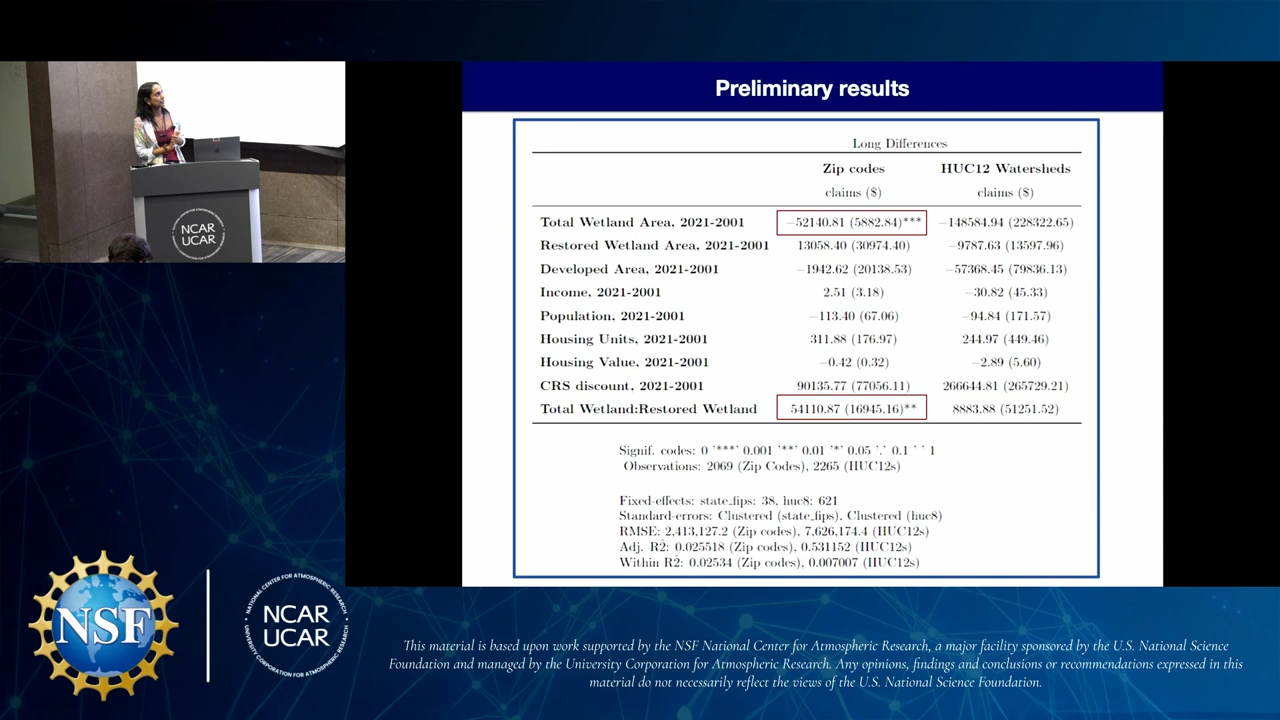 Preliminary results
Long Differences
Zip codes HUC12 Watersheds
claims ($) claims ($)
Total Wetland Area, 2021-2001 −52140.81 (5882.84)*** −148584.94 (228322.65)
Restored Wetland Area, 2021-2001 13058.40 (30974.40) −9787.63 (13597.96)
Developed Area, 2021-2001 −1942.62 (20138.53) −57368.45 (79836.13)
Income, 2021-2001 2.51 (3.18) −30.82 (45.33)
Population, 2021-2001 −113.40 (67.06) −94.84 (171.57)
Housing Units, 2021-2001 311.88 (176.97) 244.97 (449.46)
Housing Value, 2021-2001 −0.42 (0.32) −2.89 (5.60)
CRS discount, 2021-2001 90135.77 (77056.11) 266644.81 (265729.21)
Total Wetland:Restored Wetland 54110.87 (16945.16)** 8883.88 (51251.52)
Signif. codes: 0 '***' 0.001 '**' 0.01 '*' 0.05 '.' 0.1 ' ' 1
Observations: 2069 (Zip Codes), 2265 (HUC12s)
Fixed-effects: state_fips: 38, huc8: 621
Standard-errors: Clustered (state_fips), Clustered (huc8)
RMSE: 2,413,127.2 (Zip codes), 7,626,174.4 (HUC12s)
Adj. R2: 0.025518 (Zip codes), 0.531152 (HUC12s)
Within R2: 0.02534 (Zip codes), 0.007007 (HUC12s)
NCAR
UCAR
NSF
NATIONAL CENTER FOR ATMOSPHERIC RESEARCH
NCAR
UCAR
UNIVERSITY CORPORATION FOR ATMOSPHERIC RESEARCH
This material is based upon work supported by the NSF National Center for Atmospheric Research, a major facility sponsored by the U.S. National Science
Foundation and managed by the University Corporation for Atmospheric Research. Any opinions, findings and conclusions or recommendations expressed in this
material do not necessarily reflect the views of the U.S. National Science Foundation.